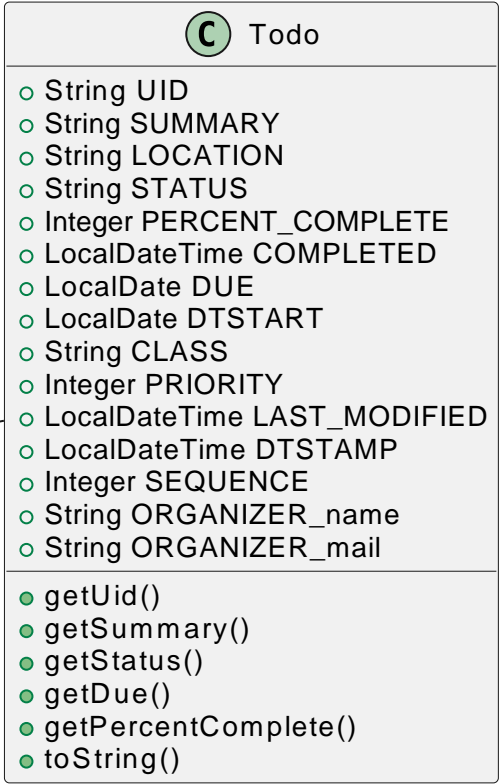 C Todo
String UID
String SUMMARY
String LOCATION
String STATUS
Integer PERCENT_COMPLETE
LocalDateTime COMPLETED
LocalDate DUE
LocalDate DTSTART
String CLASS
Integer PRIORITY
LocalDateTime LAST_MODIFIED
LocalDateTime DTSTAMP
Integer SEQUENCE
String ORGANIZER_name
String ORGANIZER_mail
getUid()
getSummary()
getStatus()
getDue()
getPercentComplete()
toString()